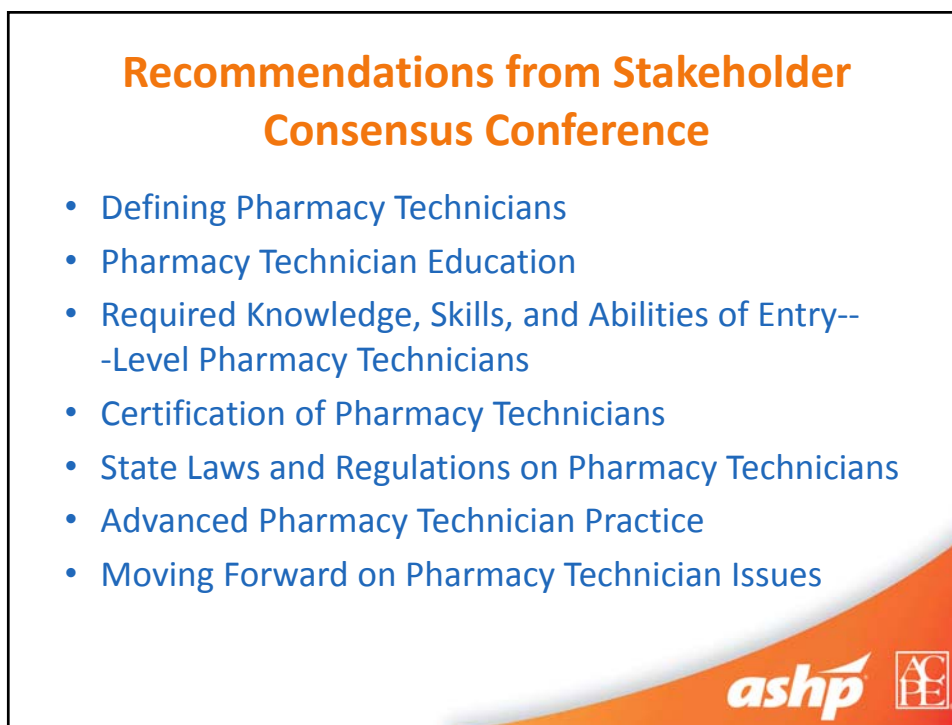 Recommendations from Stakeholder
Consensus Conference
• Defining Pharmacy Technicians
• Pharmacy Technician Education
• Required Knowledge, Skills, and Abilities of Entry--
-Level Pharmacy Technicians
• Certification of Pharmacy Technicians
• State Laws and Regulations on Pharmacy Technicians
• Advanced Pharmacy Technician Practice
• Moving Forward on Pharmacy Technician Issues
ashp
ACPE